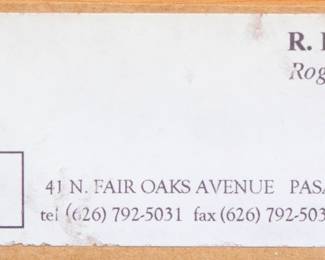 R.
Rog
41 N. FAIR OAKS AVENUE PASA
tel (626) 792-5031 fax (626) 792-503